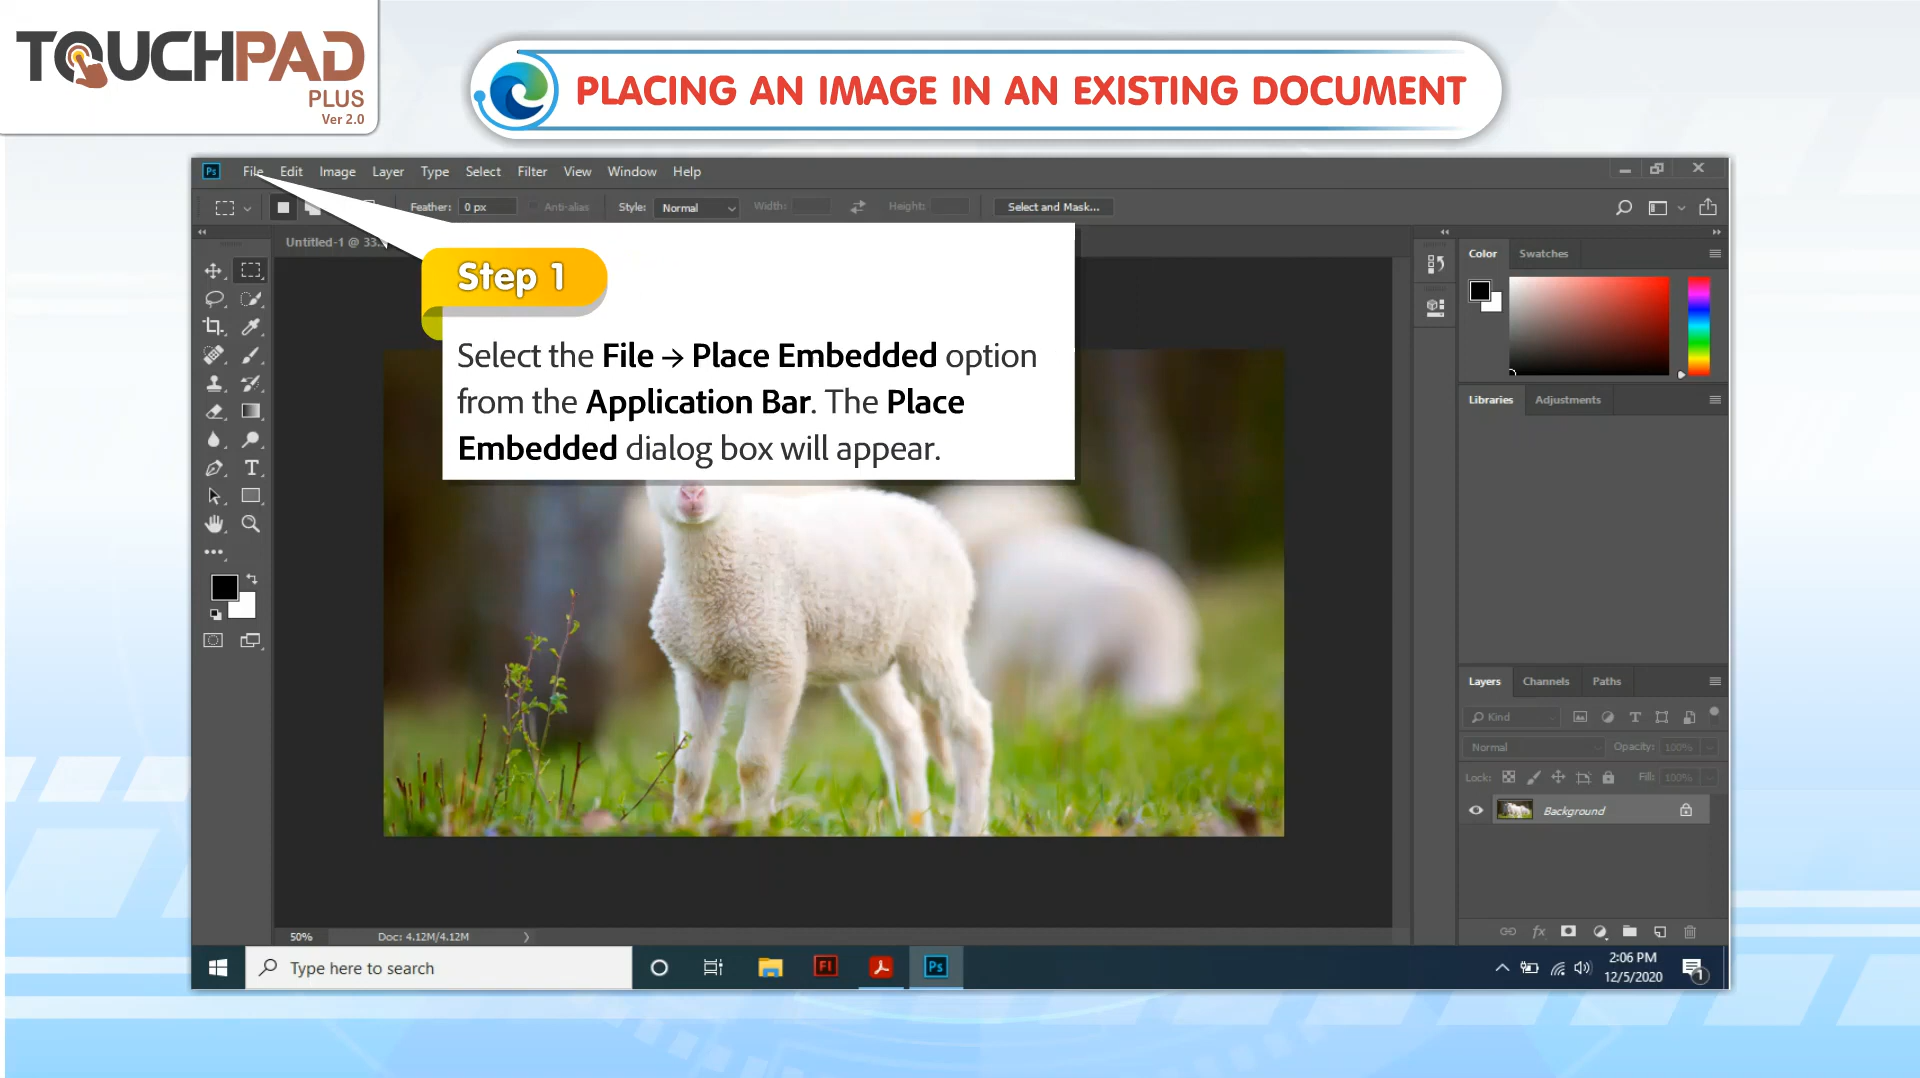 TOUCHPAD
PLUS
Ver 2.0
PLACING AN IMAGE IN AN EXISTING DOCUMENT
Ps File Edit Image Layer Type Select Filter View Window Help
Feather: 0 px Anti-alias Style: Normal Width: Height: Select and Mask...
Untitled-1 @ 33.
Color Swatches
Step 1
Select the File → Place Embedded option
from the Application Bar. The Place
Embedded dialog box will appear.
Libraries Adjustments
Layers Channels Paths
Kind
Normal Opacity: 100%
Lock: Fill: 100%
Background
50% Doc: 4.12M/4.12M
Type here to search
Fl
Ps
2:06 PM
12/5/2020
1